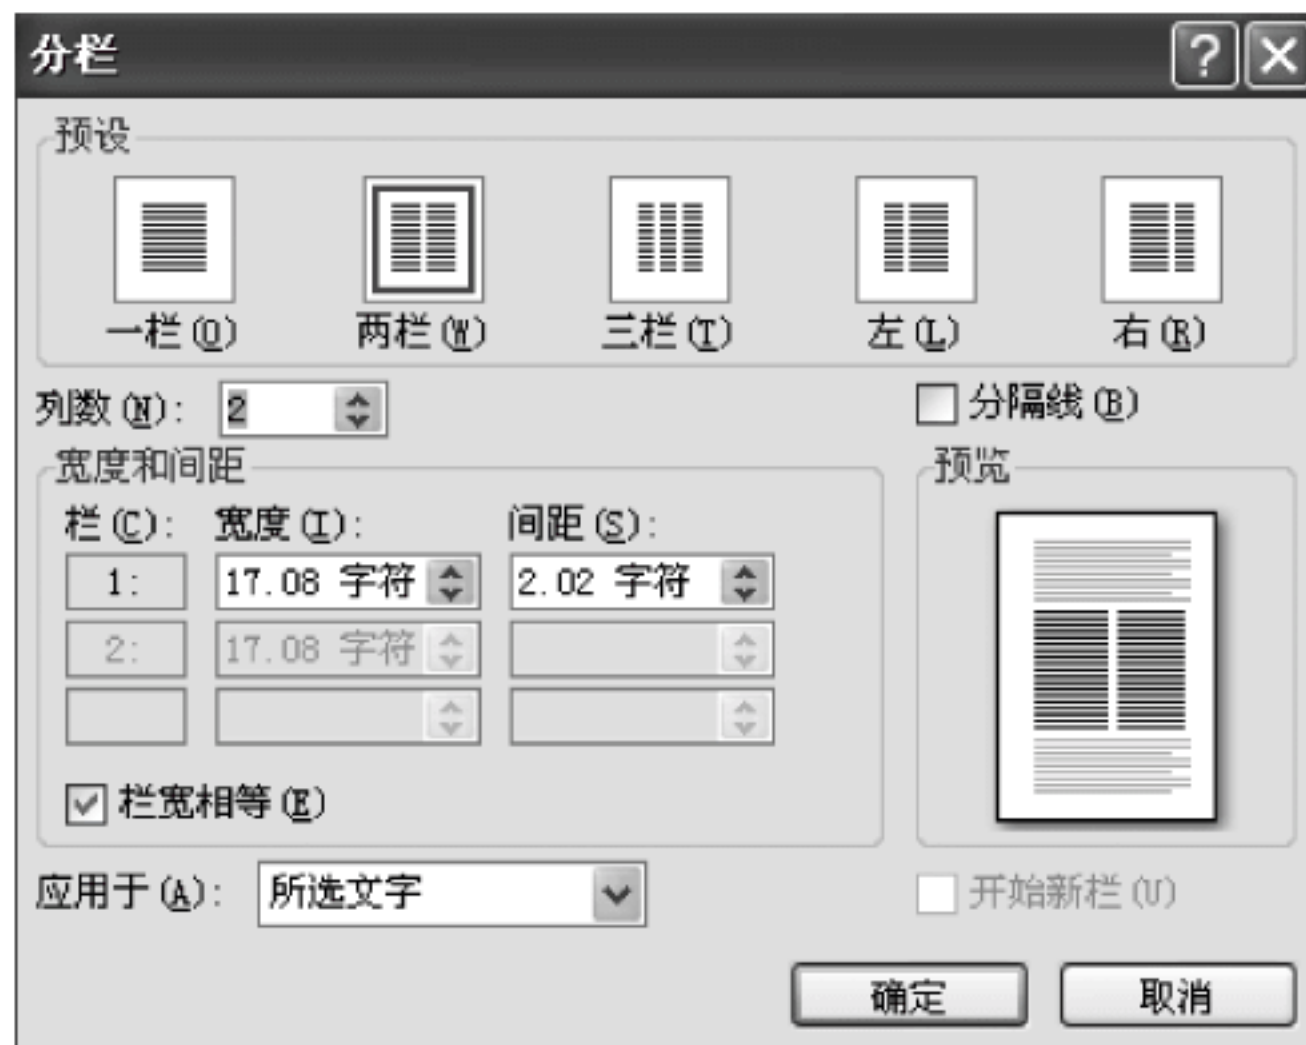 分栏
预设
一栏(O) 两栏(W) 三栏(T) 左(L) 右(R)
列数(N): 2 分隔线(B)
宽度和间距 预览
栏(C): 宽度(I): 间距(S):
1: 17.08 字符 2.02 字符
2: 17.08 字符
栏宽相等(E)
应用于(A): 所选文字 开始新栏(U)
确定 取消